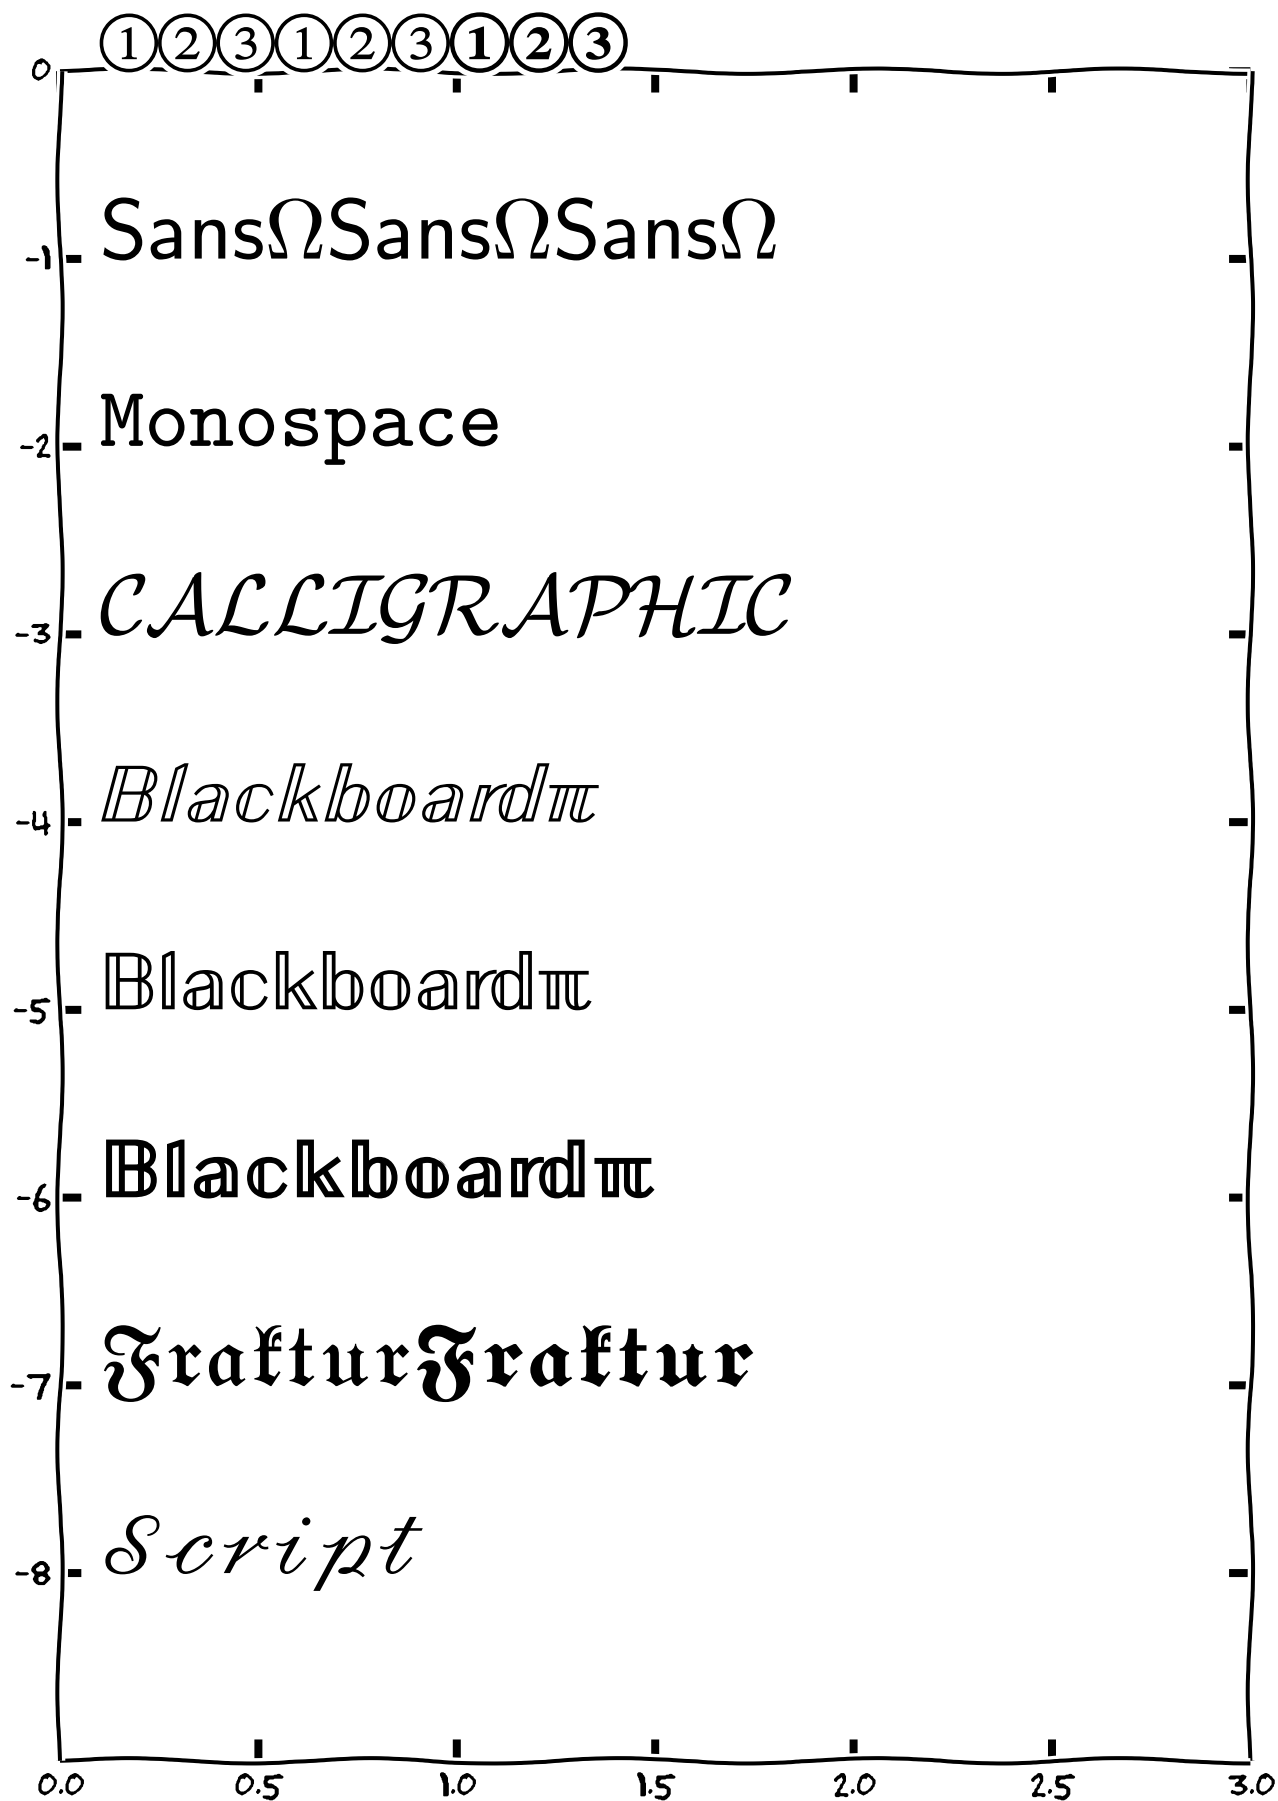 ①②③①②③①②③
0
SansΩSansΩSansΩ
-1
Monospace
-2
CALLIGRAPHIC
-3
Blackboardπ
-4
Blackboardπ
-5
Blackboardπ
-6
FrakturFraktur
-7
Script
-8
0.0 0.5 1.0 1.5 2.0 2.5 3.0